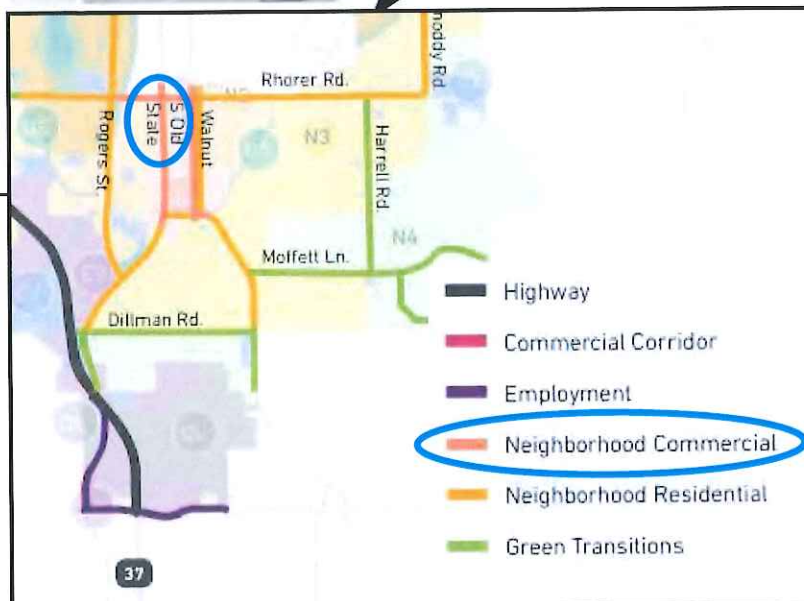 Rhorer Rd.
Rogers St.
State
S Old
Walnut
N3
Harrell Rd.
N4
Moffett Ln.
Dillman Rd.
Highway
Commercial Corridor
Employment
Neighborhood Commercial
Neighborhood Residential
Green Transitions
37